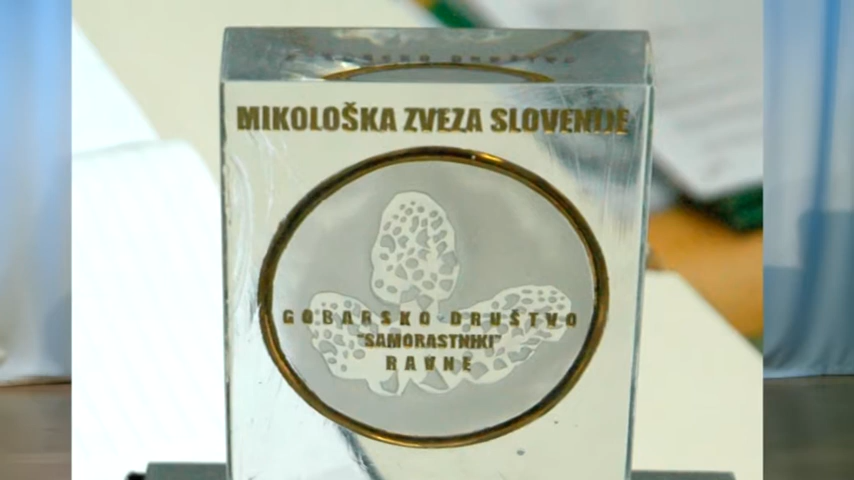 MIKOLOŠKA ZVEZA SLOVENIJE
GOBARSKO DRUŠTVO
"SAMORASTNIKI"
RAVNE